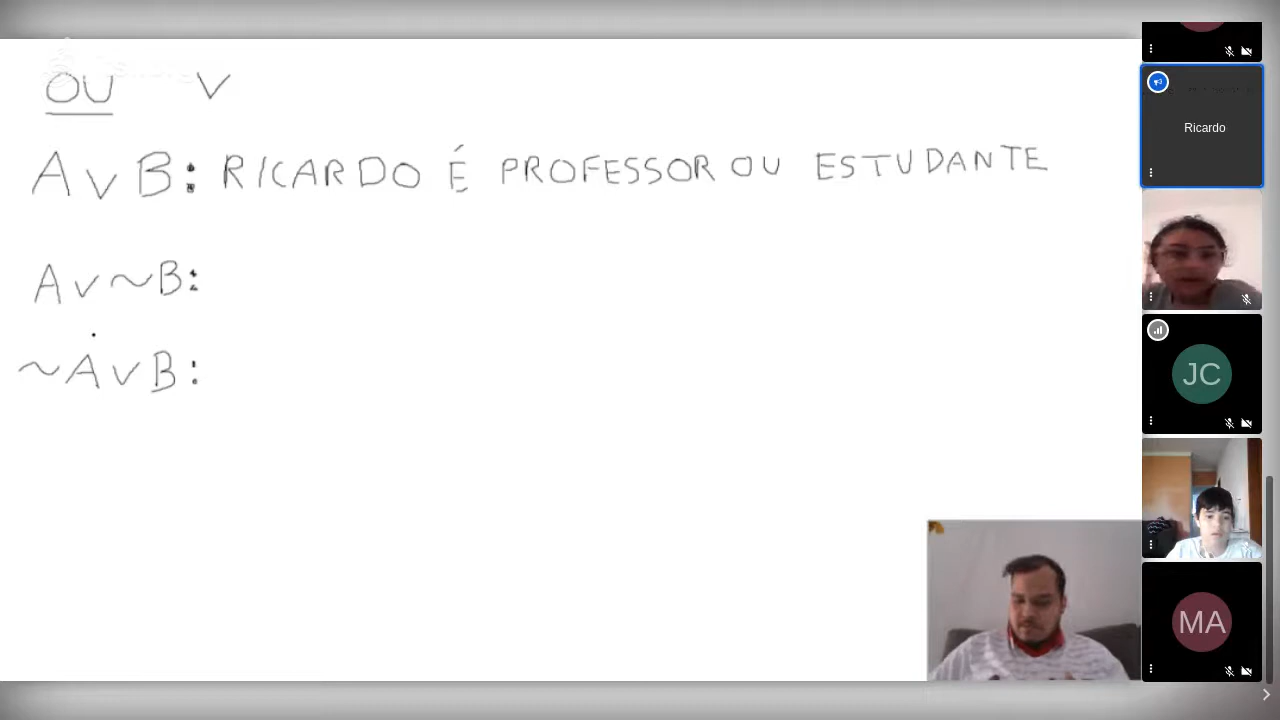 OU V
A V B: RICARDO É PROFESSOR OU ESTUDANTE
A V ~B:
~A V B:
Ricardo
JC
MA